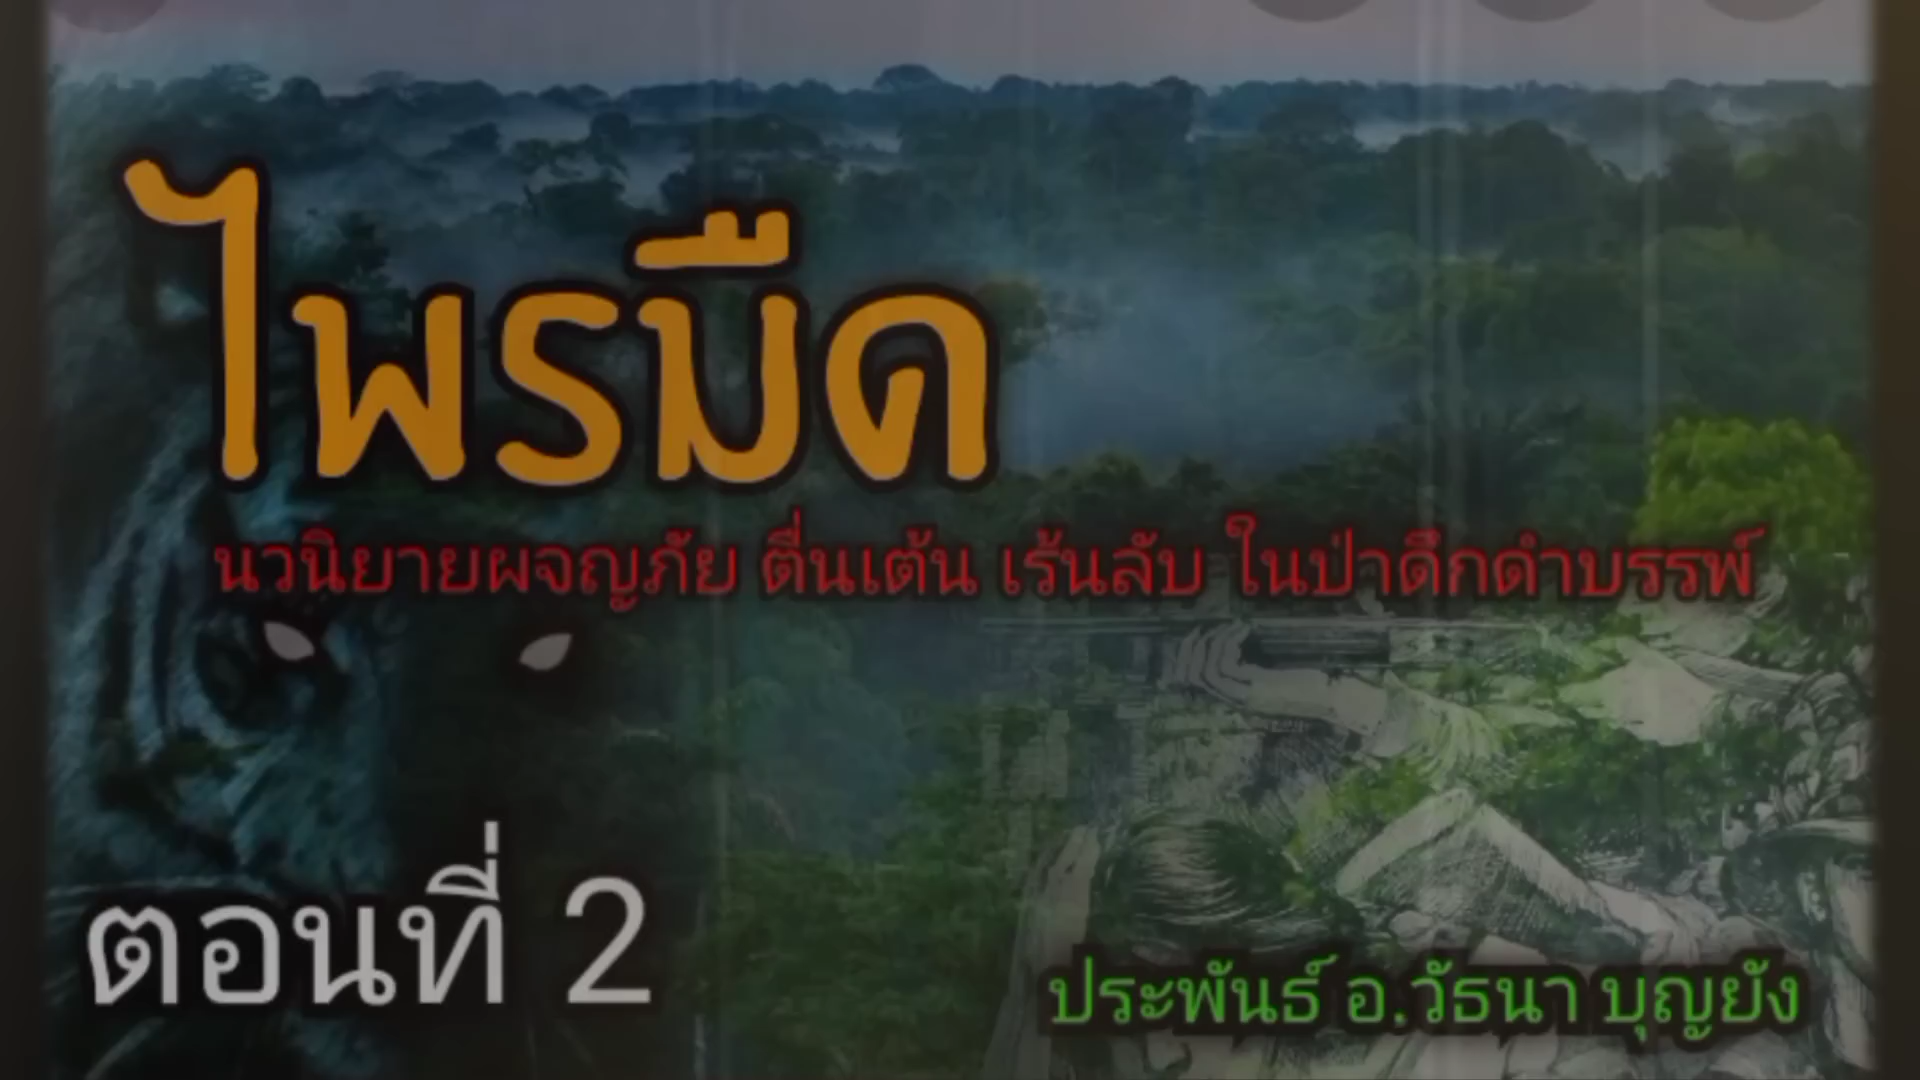 ไพรมืด
นวนิยายผจญภัย ตื่นเต้น เร้นลับ ในป่าดึกดำบรรพ์
ตอนที่ 2
ประพันธ์ อ.วัธนา บุญยัง